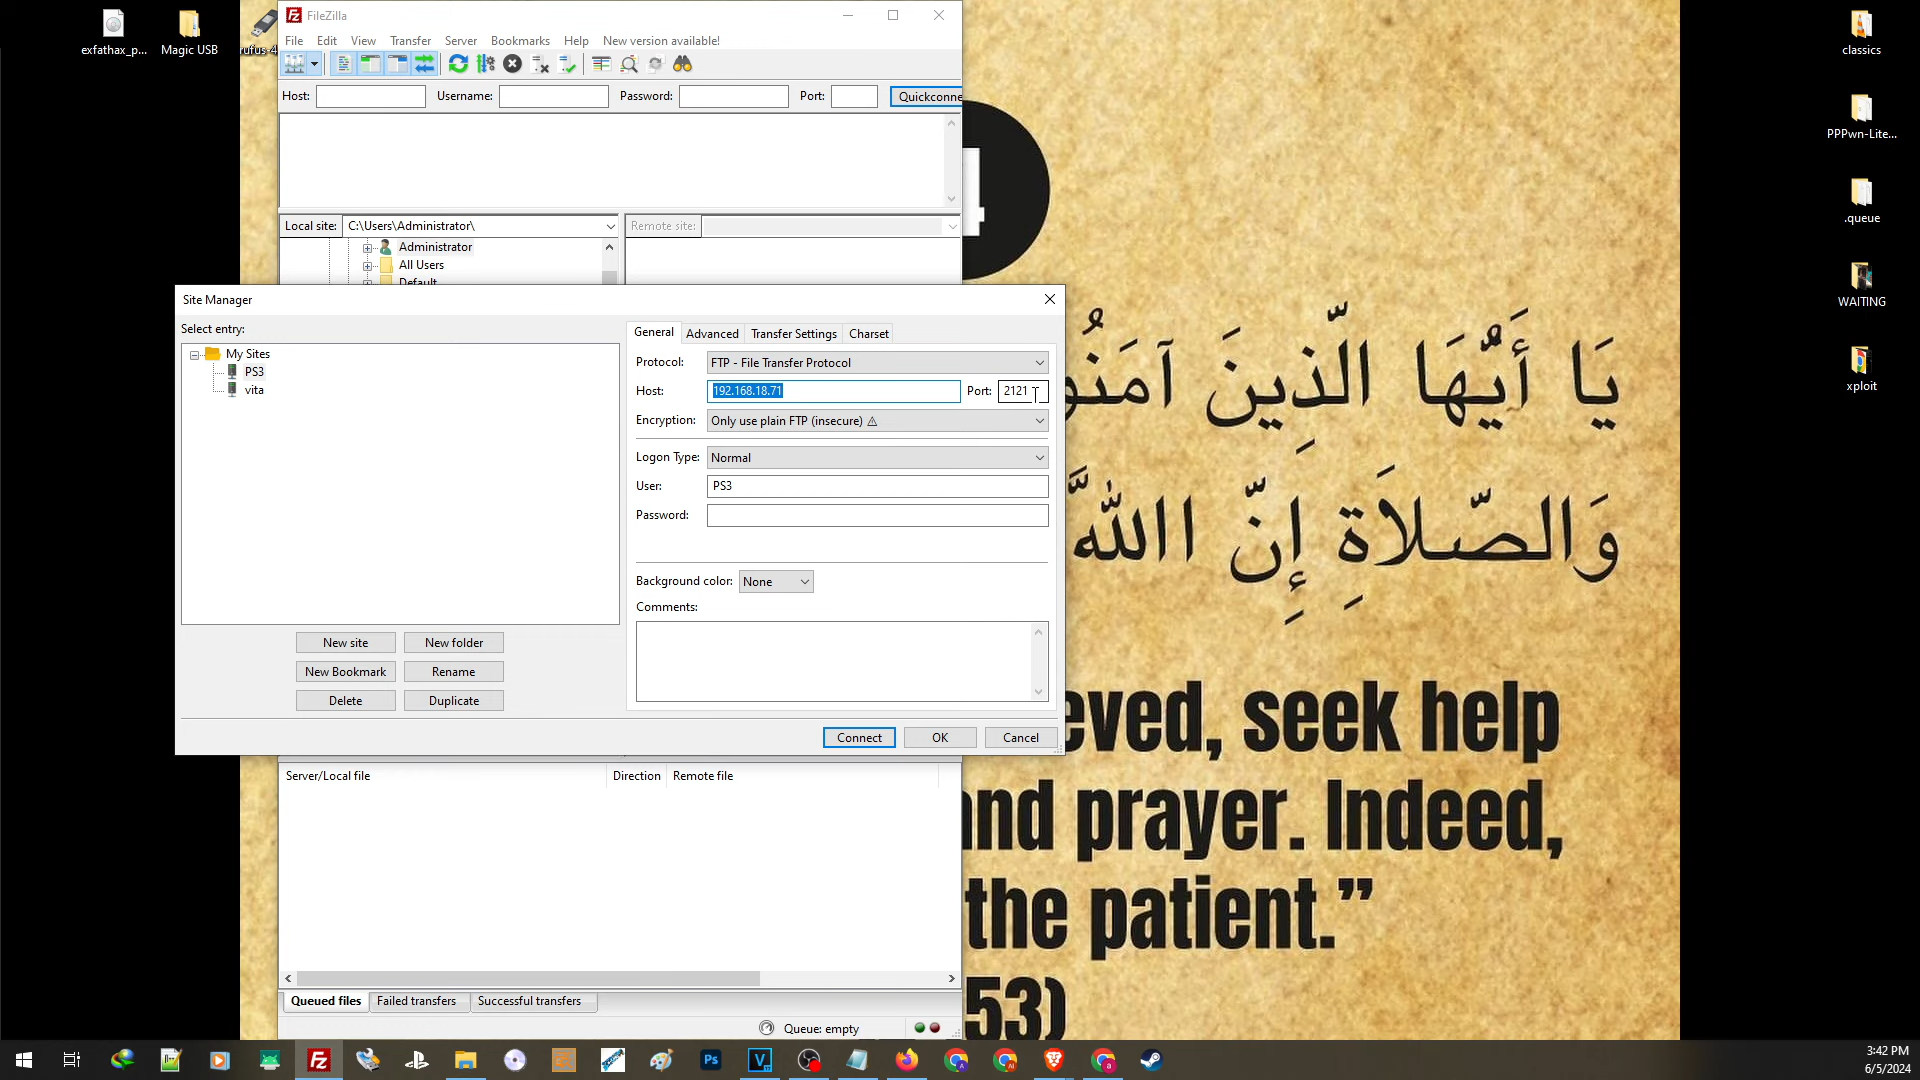 exfathax_p...
Magic USB
rufus-4
FileZilla
File Edit View Transfer Server Bookmarks Help New version available!
Host: Username: Password: Port: Quickconne
Local site: C:\Users\Administrator\
Remote site:
Administrator
All Users
Default
Site Manager
Select entry:
My Sites
PS3
vita
New site New folder
New Bookmark Rename
Delete Duplicate
General Advanced Transfer Settings Charset
Protocol: FTP - File Transfer Protocol
Host: 192.168.18.71 Port: 2121
Encryption: Only use plain FTP (insecure) ⚠
Logon Type: Normal
User: PS3
Password:
Background color: None
Comments:
Connect OK Cancel
Server/Local file Direction Remote file
Queued files Failed transfers Successful transfers
Queue: empty
يَا أَيُّهَا الَّذِينَ آمَنُو
وَالصَّلَاةِ إِنَّ اللَّه
eved, seek help
and prayer. Indeed,
the patient.”
53)
classics
PPPwn-Lite...
.queue
WAITING
xploit
Ps
V
3:42 PM
6/5/2024